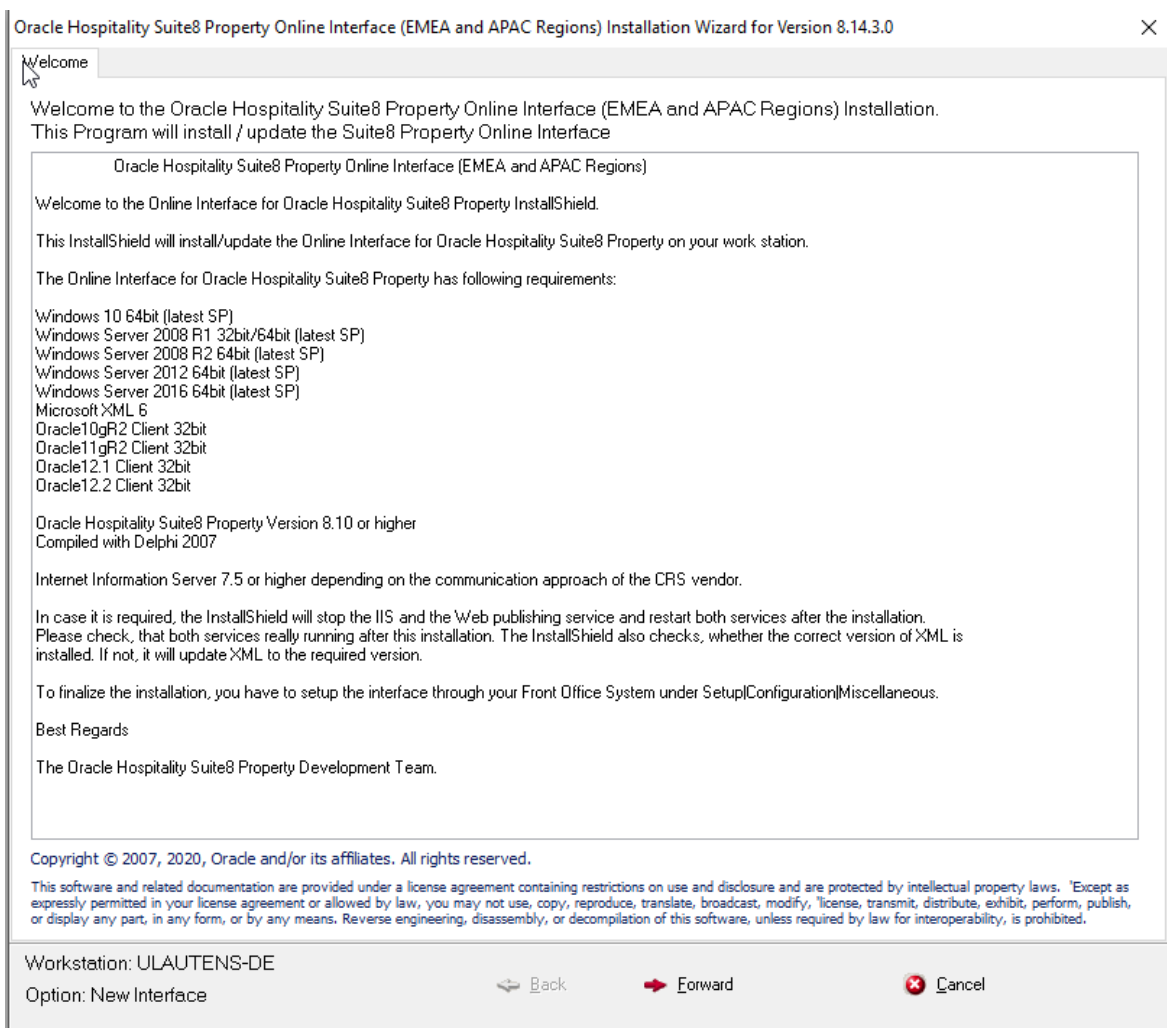 Oracle Hospitality Suite8 Property Online Interface (EMEA and APAC Regions) Installation Wizard for Version 8.14.3.0
Welcome
Welcome to the Oracle Hospitality Suite8 Property Online Interface (EMEA and APAC Regions) Installation.
This Program will install / update the Suite8 Property Online Interface
Oracle Hospitality Suite8 Property Online Interface (EMEA and APAC Regions)
Welcome to the Online Interface for Oracle Hospitality Suite8 Property InstallShield.
This InstallShield will install/update the Online Interface for Oracle Hospitality Suite8 Property on your work station.
The Online Interface for Oracle Hospitality Suite8 Property has following requirements:
Windows 10 64bit (latest SP)
Windows Server 2008 R1 32bit/64bit (latest SP)
Windows Server 2008 R2 64bit (latest SP)
Windows Server 2012 64bit (latest SP)
Windows Server 2016 64bit (latest SP)
Microsoft XML 6
Oracle10gR2 Client 32bit
Oracle11gR2 Client 32bit
Oracle12.1 Client 32bit
Oracle12.2 Client 32bit
Oracle Hospitality Suite8 Property Version 8.10 or higher
Compiled with Delphi 2007
Internet Information Server 7.5 or higher depending on the communication approach of the CRS vendor.
In case it is required, the InstallShield will stop the IIS and the Web publishing service and restart both services after the installation.
Please check, that both services really running after this installation. The InstallShield also checks, whether the correct version of XML is
installed. If not, it will update XML to the required version.
To finalize the installation, you have to setup the interface through your Front Office System under Setup|Configuration|Miscellaneous.
Best Regards
The Oracle Hospitality Suite8 Property Development Team.
Copyright © 2007, 2020, Oracle and/or its affiliates. All rights reserved.
This software and related documentation are provided under a license agreement containing restrictions on use and disclosure and are protected by intellectual property laws. 'Except as
expressly permitted in your license agreement or allowed by law, you may not use, copy, reproduce, translate, broadcast, modify, 'license, transmit, distribute, exhibit, perform, publish,
or display any part, in any form, or by any means. Reverse engineering, disassembly, or decompilation of this software, unless required by law for interoperability, is prohibited.
Workstation: ULAUTENS-DE
Option: New Interface
Back
Forward
Cancel